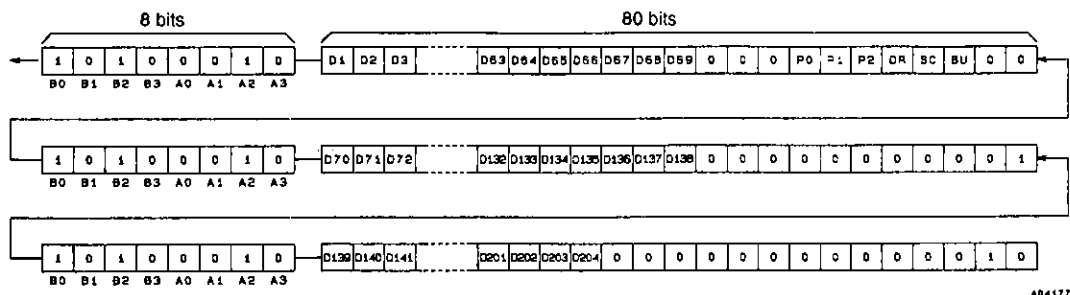 8 bits 80 bits
1 0 1 0 0 0 1 0 D1 D2 D3 D63 D64 D65 D66 D67 D68 D69 0 0 0 P0 P1 P2 DR SC BU 0 0
B0 B1 B2 B3 A0 A1 A2 A3
1 0 1 0 0 0 1 0 D70 D71 D72 D132 D133 D134 D135 D136 D137 D138 0 0 0 0 0 0 0 0 0 0 1
B0 B1 B2 B3 A0 A1 A2 A3
1 0 1 0 0 0 1 0 D139 D140 D141 D201 D202 D203 D204 0 0 0 0 0 0 0 0 0 0 0 0 1 0
B0 B1 B2 B3 A0 A1 A2 A3
A04177